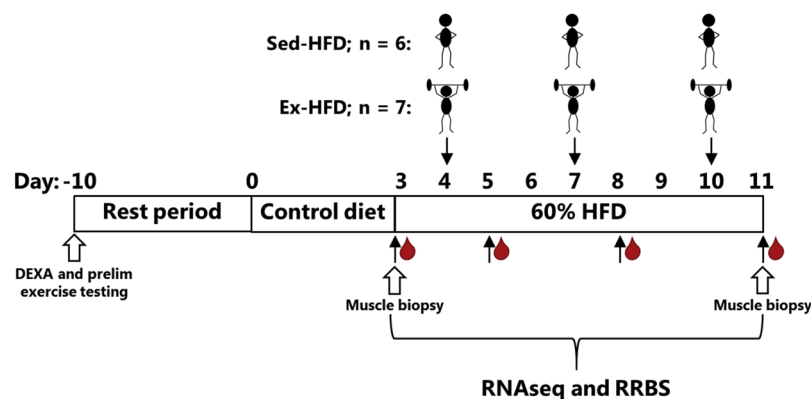 Sed-HFD; n = 6:
Ex-HFD; n = 7:
Day: -10 0 3 4 5 6 7 8 9 10 11
Rest period Control diet 60% HFD
DEXA and prelim
exercise testing
Muscle biopsy Muscle biopsy
RNAseq and RRBS